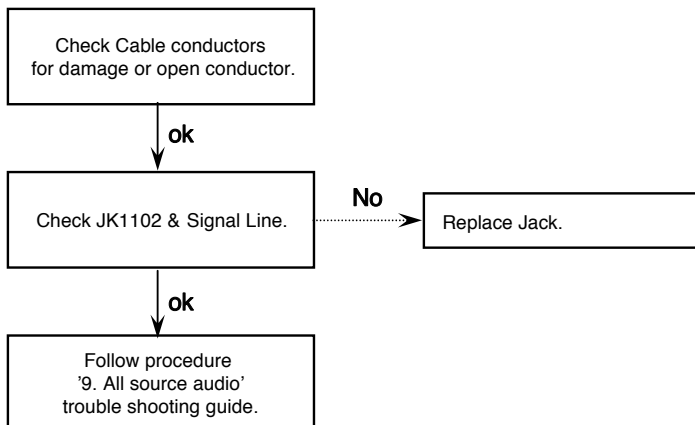 Check Cable conductors
for damage or open conductor.
ok
Check JK1102 & Signal Line.
No
Replace Jack.
ok
Follow procedure
'9. All source audio'
trouble shooting guide.